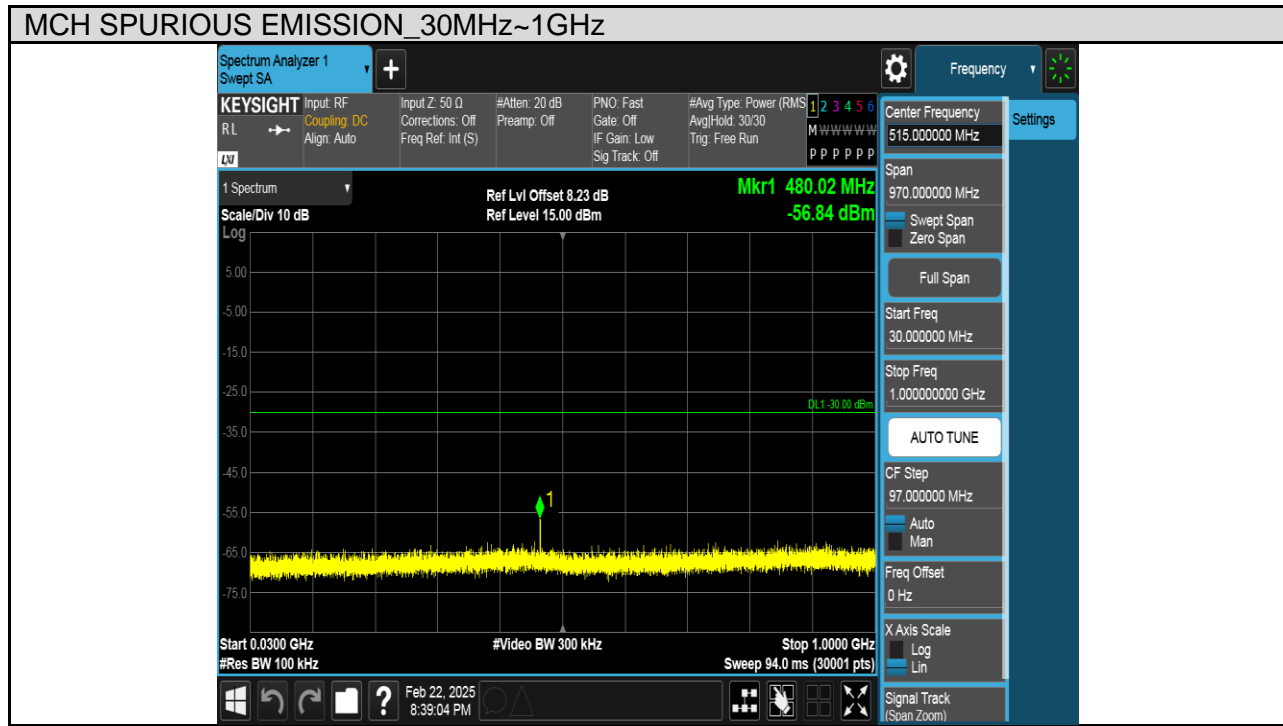 MCH SPURIOUS EMISSION_30MHz~1GHz
Spectrum Analyzer 1
Swept SA
+
Frequency
KEYSIGHT
RL
LXI
Input: RF
Coupling: DC
Align: Auto
Input Z: 50 Ω
Corrections: Off
Freq Ref: Int (S)
#Atten: 20 dB
Preamp: Off
PNO: Fast
Gate: Off
IF Gain: Low
Sig Track: Off
#Avg Type: Power (RMS
Avg|Hold: 30/30
Trig: Free Run
1 2 3 4 5 6
M W W W W W
P P P P P P
1 Spectrum
Scale/Div 10 dB
Log
Ref Lvl Offset 8.23 dB
Ref Level 15.00 dBm
Mkr1 480.02 MHz
-56.84 dBm
5.00
-5.00
-15.0
-25.0
DL1 -30.00 dBm
-35.0
-45.0
1
-55.0
-65.0
-75.0
Start 0.0300 GHz
#Res BW 100 kHz
#Video BW 300 kHz
Stop 1.0000 GHz
Sweep 94.0 ms (30001 pts)
?
Feb 22, 2025
8:39:04 PM
Center Frequency
515.000000 MHz
Settings
Span
970.000000 MHz
Swept Span
Zero Span
Full Span
Start Freq
30.000000 MHz
Stop Freq
1.000000000 GHz
AUTO TUNE
CF Step
97.000000 MHz
Auto
Man
Freq Offset
0 Hz
X Axis Scale
Log
Lin
Signal Track
(Span Zoom)